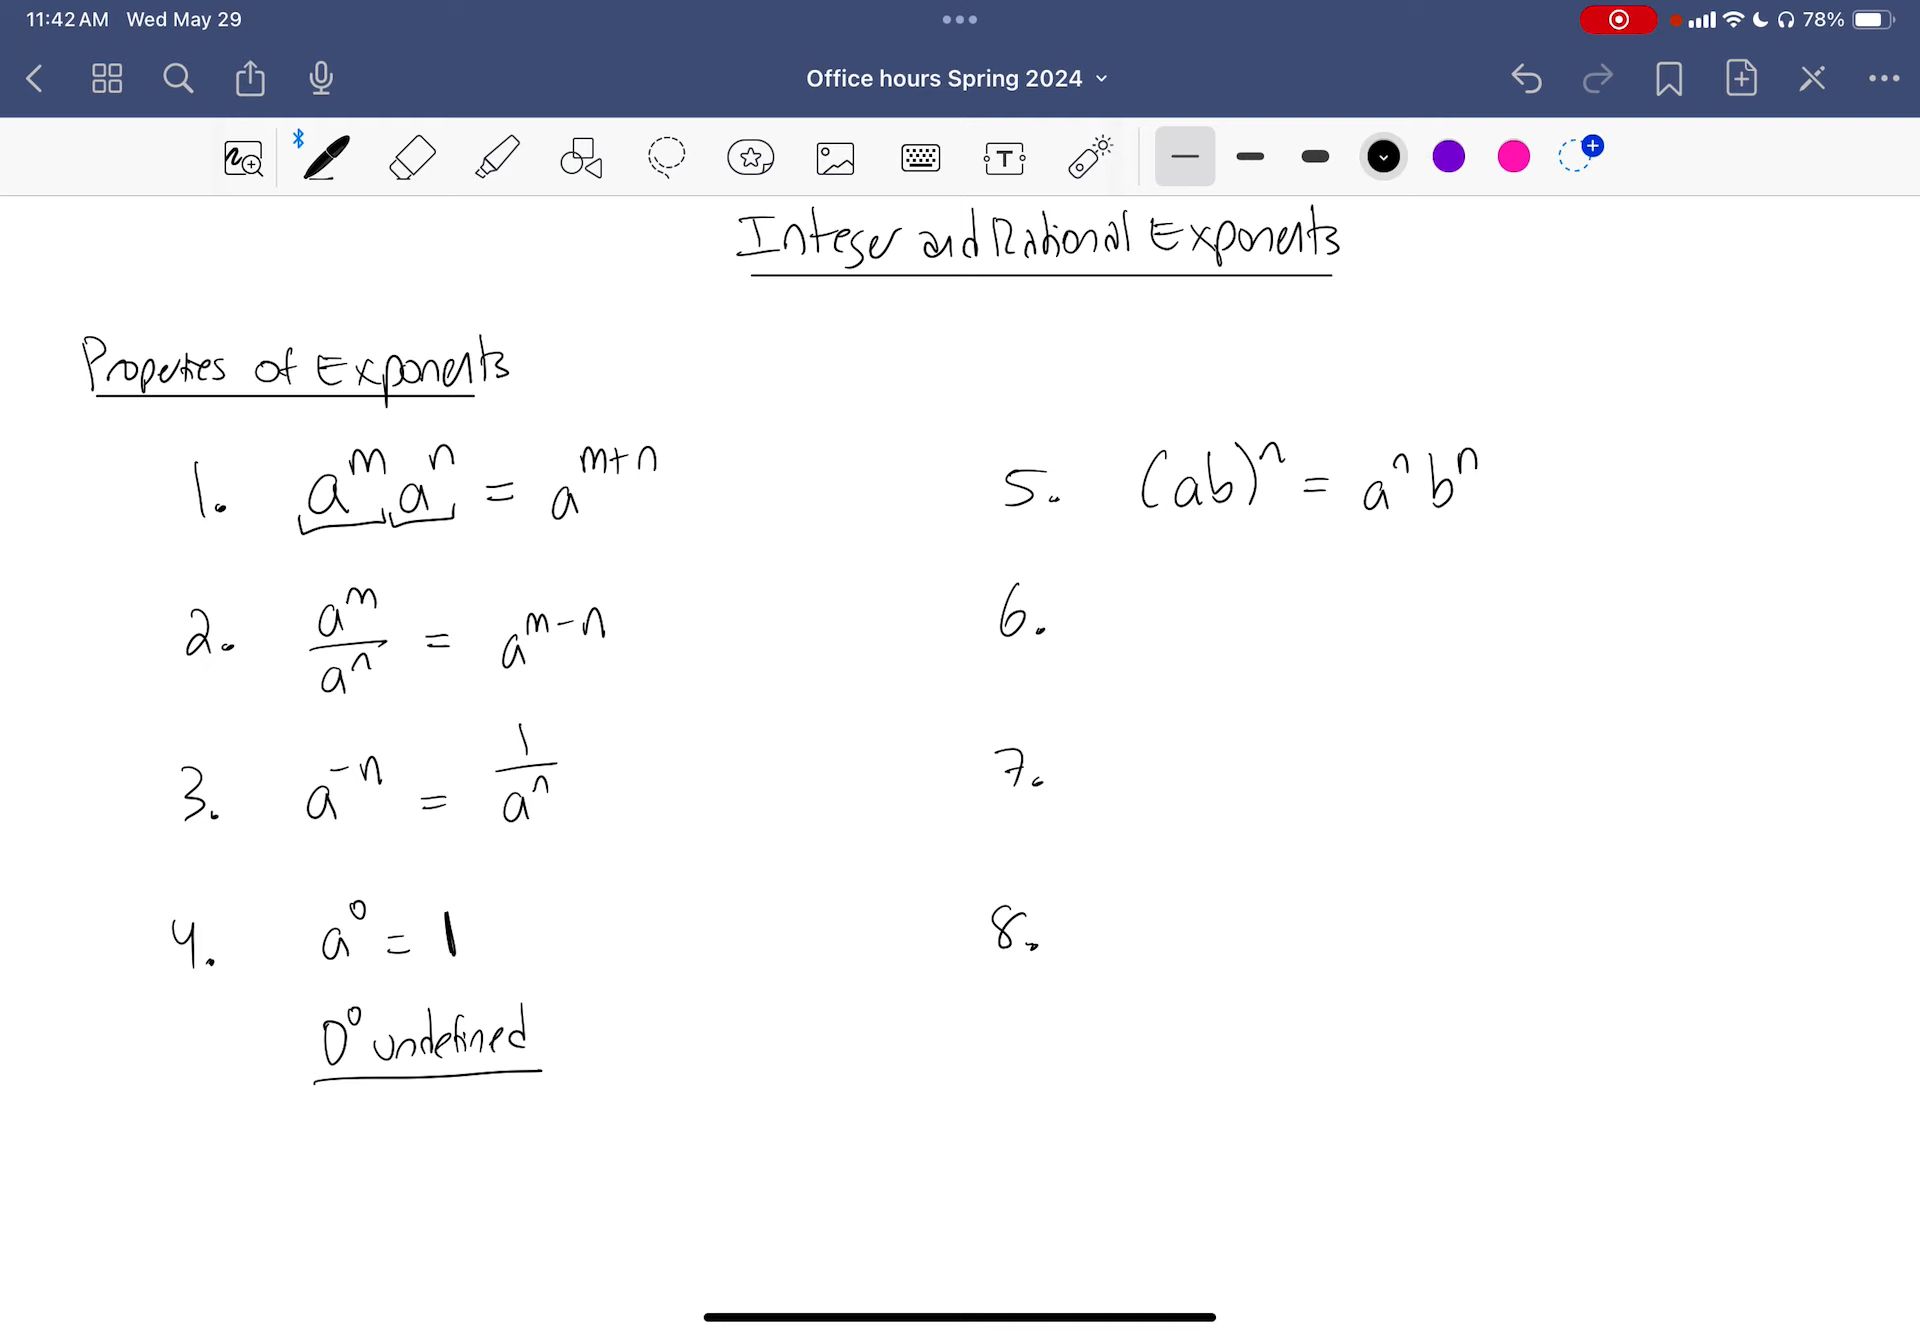 11:42 AM Wed May 29
78%
Office hours Spring 2024
T
Integer and Rational Exponents
Properties of Exponents
1. a^m a^n = a^(m+n)
2. a^m / a^n = a^(m-n)
3. a^(-n) = 1 / a^n
4. a^0 = 1
0^0 undefined
5. (ab)^n = a^n b^n
6.
7.
8.